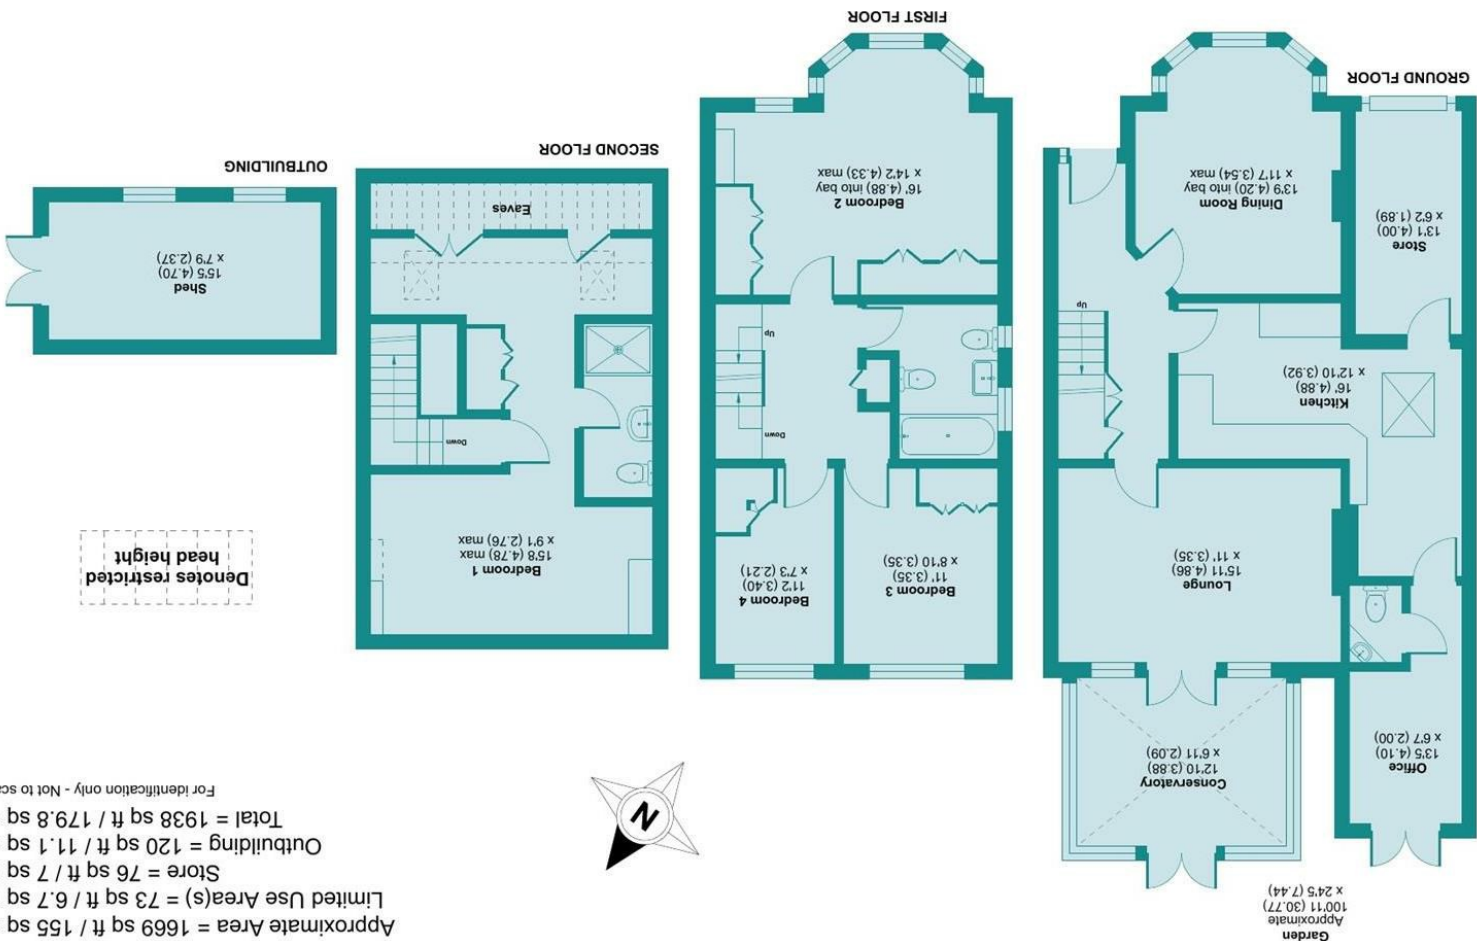 Approximate Area = 1669 sq ft / 155 sq
Limited Use Area(s) = 73 sq ft / 6.7 sq
Store = 76 sq ft / 7 sq
Outbuilding = 120 sq ft / 11.1 sq
Total = 1938 sq ft / 179.8 sq
For identification only - Not to sca
N
Denotes restricted
head height
Garden
Approximate
100'11 (30.77)
x 24'5 (7.44)
Office
13'5 (4.10)
x 6'7 (2.00)
Conservatory
12'10 (3.88)
x 6'11 (2.09)
Lounge
15'11 (4.86)
x 11' (3.35)
Kitchen
16' (4.88)
x 12'10 (3.92)
Up
Store
13'1 (4.00)
x 6'2 (1.89)
Dining Room
13'9 (4.20) into bay
x 11'7 (3.54) max
GROUND FLOOR
Bedroom 3
11' (3.35)
x 8'10 (3.35)
Bedroom 4
11'2 (3.40)
x 7'3 (2.21)
Down
Up
Bedroom 2
16' (4.88) into bay
x 14'2 (4.33) max
FIRST FLOOR
Bedroom 1
15'8 (4.78) max
x 9'1 (2.76) max
Down
Eaves
SECOND FLOOR
Shed
15'5 (4.70)
x 7'9 (2.37)
OUTBUILDING